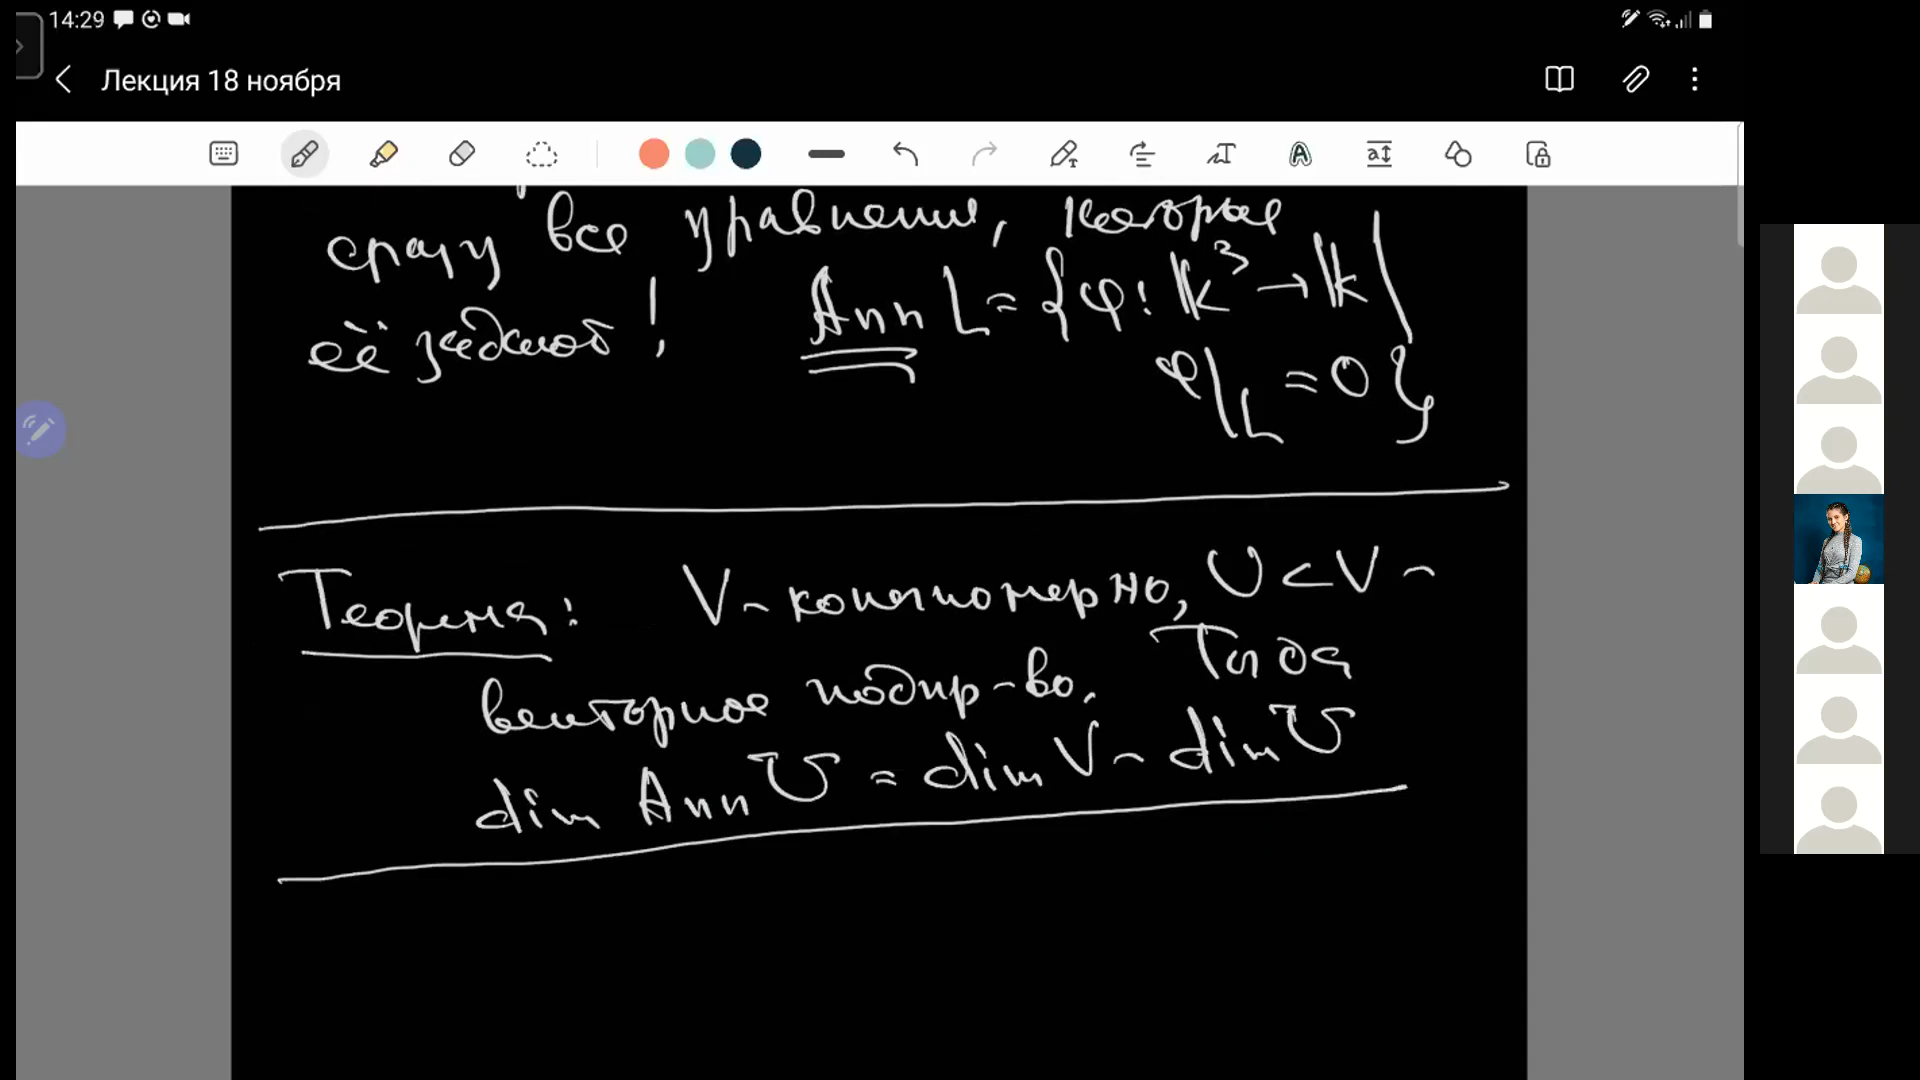 14:29
Лекция 18 ноября
сразу все уравнения, которые
её задают! Ann L = {φ: 𝕜³ → 𝕜 |
φ|_L = 0}
Теорема: V - конечномерно, U ⊂ V -
векторное подпр-во. Тогда
dim Ann U = dim V - dim U